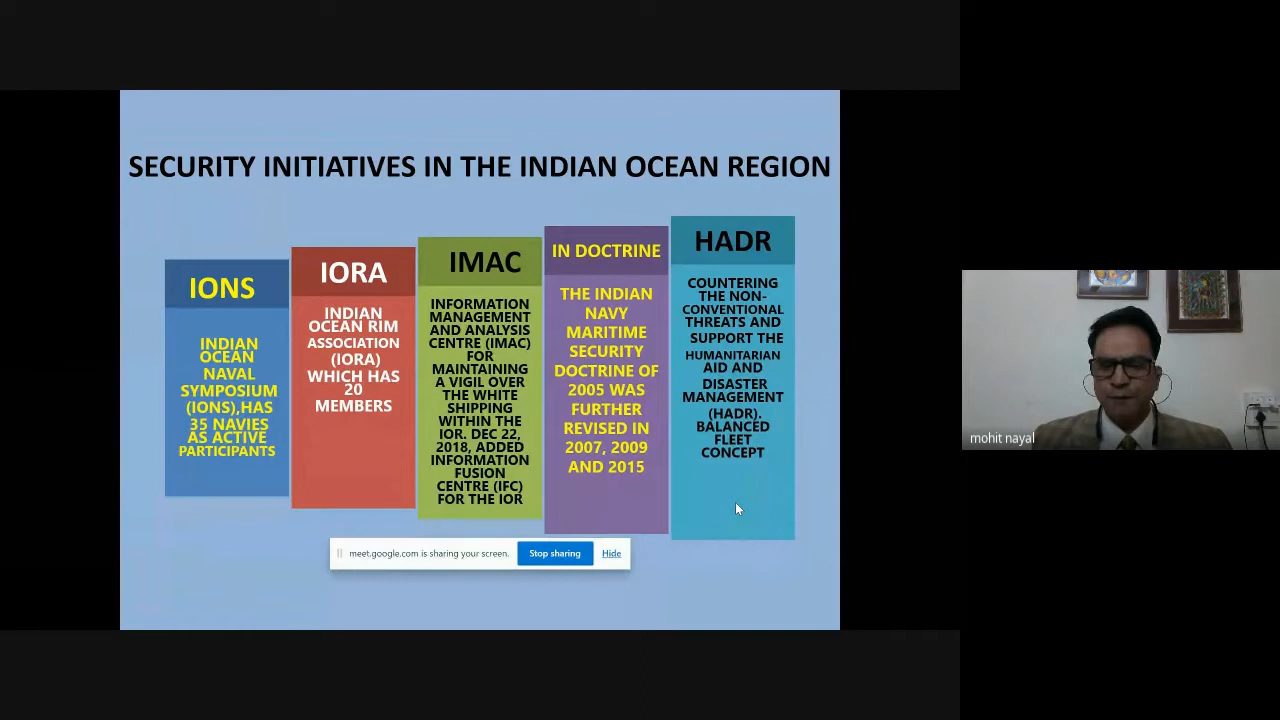 SECURITY INITIATIVES IN THE INDIAN OCEAN REGION
IONS
INDIAN
OCEAN
NAVAL
SYMPOSIUM
(IONS),HAS
35 NAVIES
AS ACTIVE
PARTICIPANTS
IORA
INDIAN
OCEAN RIM
ASSOCIATION
(IORA)
WHICH HAS
20
MEMBERS
IMAC
INFORMATION
MANAGEMENT
AND ANALYSIS
CENTRE (IMAC)
FOR
MAINTAINING
A VIGIL OVER
THE WHITE
SHIPPING
WITHIN THE
IOR. DEC 22,
2018, ADDED
INFORMATION
FUSION
CENTRE (IFC)
FOR THE IOR
IN DOCTRINE
THE INDIAN
NAVY
MARITIME
SECURITY
DOCTRINE OF
2005 WAS
FURTHER
REVISED IN
2007, 2009
AND 2015
HADR
COUNTERING
THE NON-
CONVENTIONAL
THREATS AND
SUPPORT THE
HUMANITARIAN
AID AND
DISASTER
MANAGEMENT
(HADR).
BALANCED
FLEET
CONCEPT
meet.google.com is sharing your screen.
Stop sharing
Hide
mohit nayal